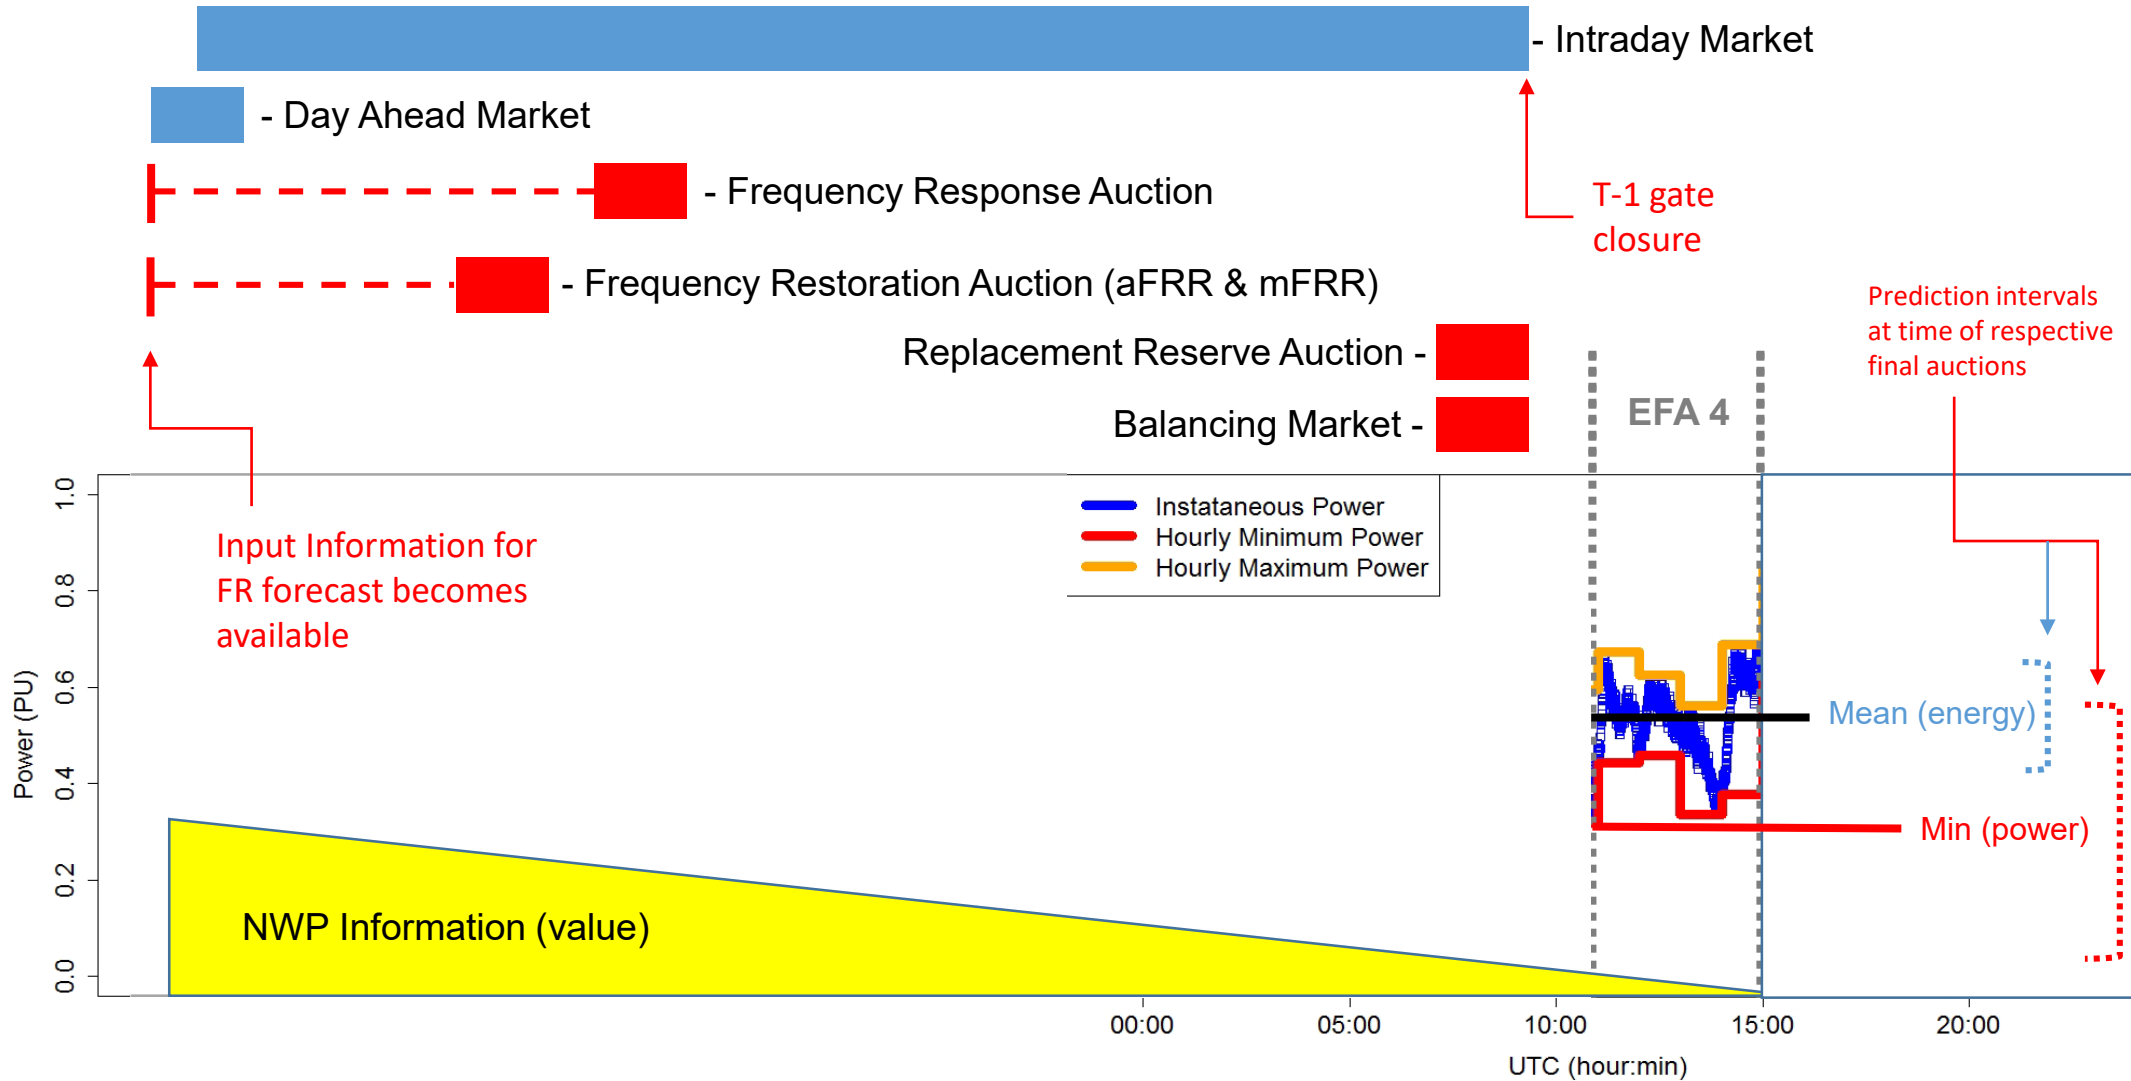 - Intraday Market
- Day Ahead Market
- Frequency Response Auction
T-1 gate
closure
- Frequency Restoration Auction (aFRR & mFRR)
Prediction intervals
at time of respective
final auctions
Replacement Reserve Auction -
EFA 4
Balancing Market -
Instataneous Power
Hourly Minimum Power
Hourly Maximum Power
Input Information for
FR forecast becomes
available
Power (PU)
1.0
0.8
0.6
0.4
0.2
0.0
Mean (energy)
Min (power)
NWP Information (value)
00:00
05:00
10:00
15:00
20:00
UTC (hour:min)